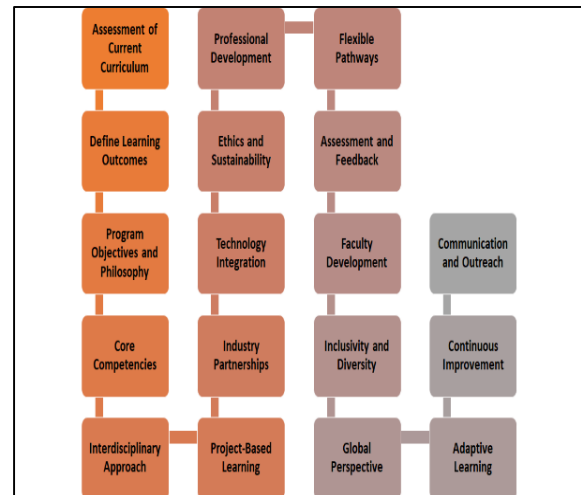 Assessment of
Current
Curriculum
Define Learning
Outcomes
Program
Objectives and
Philosophy
Core
Competencies
Interdisciplinary
Approach
Project-Based
Learning
Industry
Partnerships
Technology
Integration
Ethics and
Sustainability
Professional
Development
Flexible
Pathways
Assessment and
Feedback
Faculty
Development
Inclusivity and
Diversity
Global
Perspective
Adaptive
Learning
Continuous
Improvement
Communication
and Outreach